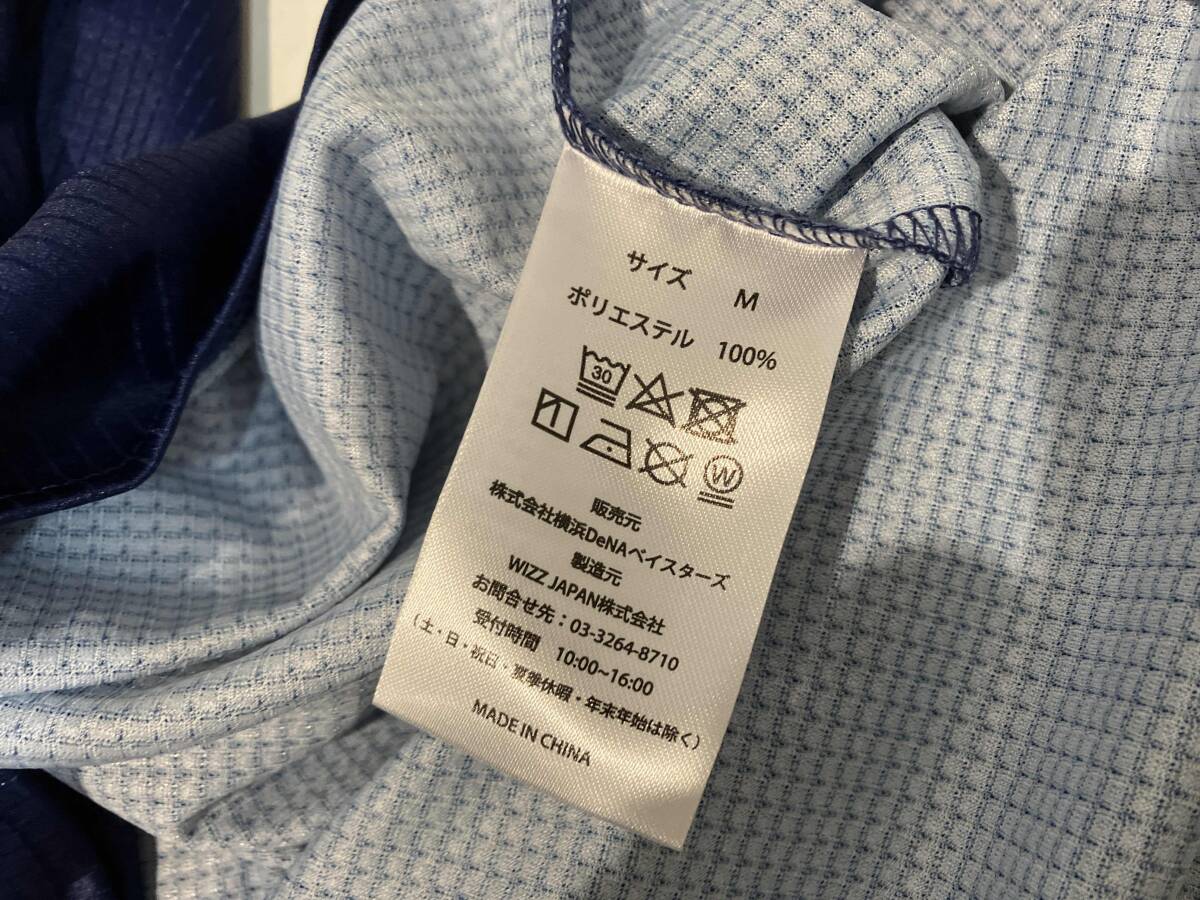 サイズ M
ポリエステル 100%
30
W
販売元
株式会社横浜DeNAベイスターズ
製造元
WIZZ JAPAN株式会社
お問合せ先：03-3264-8710
受付時間 10:00~16:00
（土・日・祝日・夏季休暇・年末年始は除く）
MADE IN CHINA